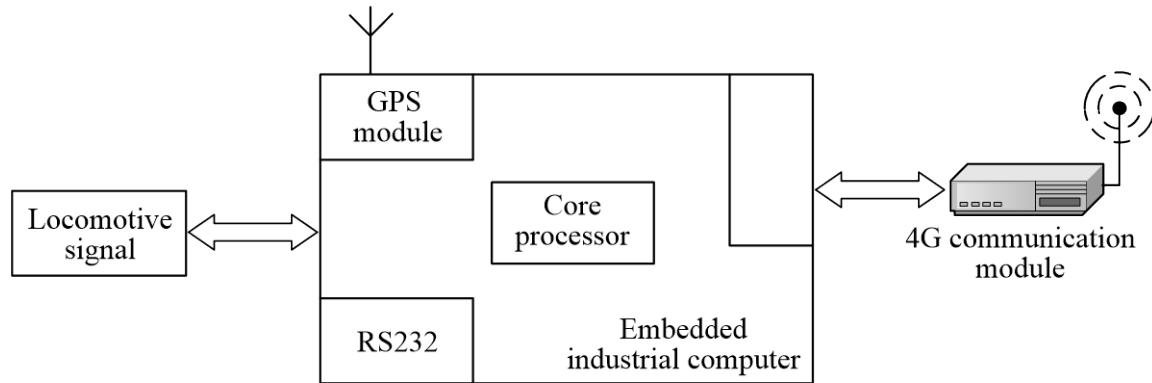 GPS
module
Locomotive
signal
Core
processor
RS232
Embedded
industrial computer
4G communication
module